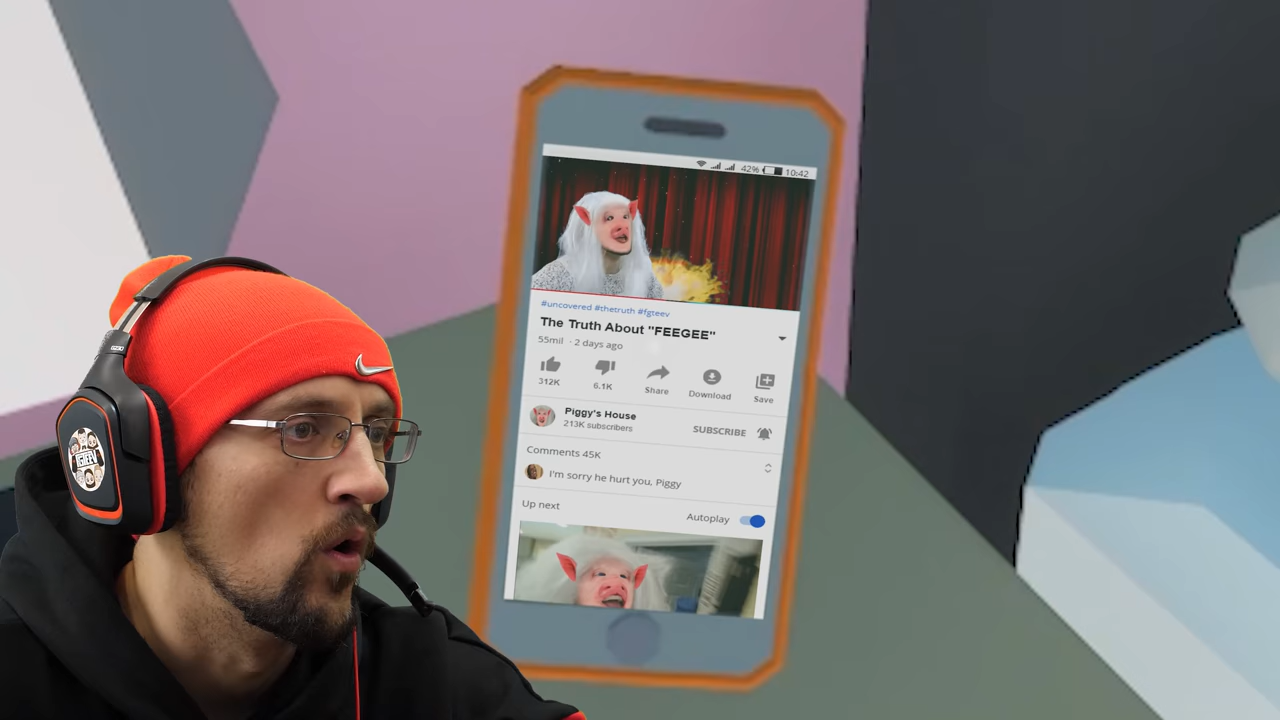 42% 10:42
#uncovered #thetruth #fgteev
The Truth About "FEEGEE"
55mil · 2 days ago
312K 6.1K Share Download Save
Piggy's House
213K subscribers
SUBSCRIBE
Comments 45K
I'm sorry he hurt you, Piggy
Up next
Autoplay
FGTEEV